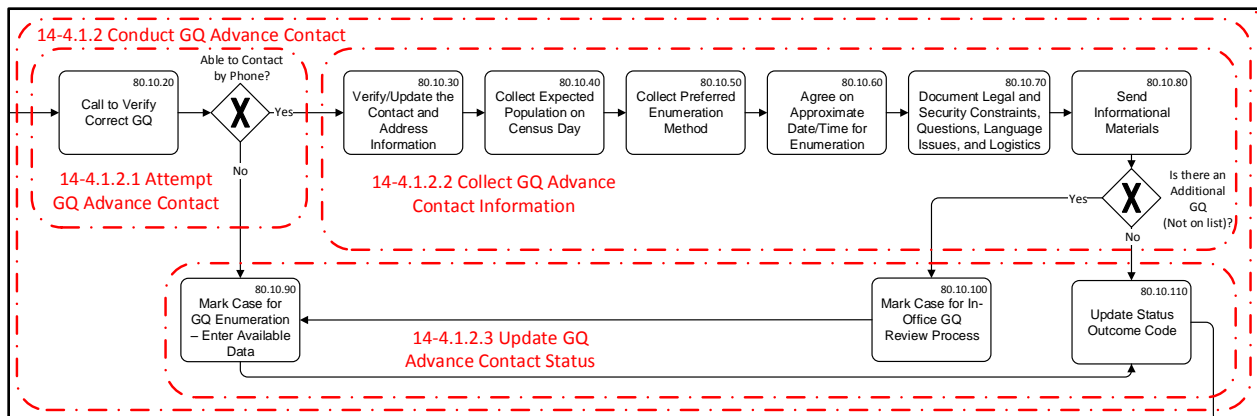 14-4.1.2 Conduct GQ Advance Contact
80.10.20
Call to Verify
Correct GQ
Able to Contact
by Phone?
X
Yes
No
14-4.1.2.1 Attempt
GQ Advance Contact
80.10.30
Verify/Update the
Contact and
Address
Information
80.10.40
Collect Expected
Population on
Census Day
80.10.50
Collect Preferred
Enumeration
Method
80.10.60
Agree on
Approximate
Date/Time for
Enumeration
80.10.70
Document Legal and
Security Constraints,
Questions, Language
Issues, and Logistics
80.10.80
Send
Informational
Materials
14-4.1.2.2 Collect GQ Advance
Contact Information
Is there an
Additional
GQ
(Not on list)?
X
Yes
No
80.10.90
Mark Case for
GQ Enumeration
– Enter Available
Data
80.10.100
Mark Case for In-
Office GQ
Review Process
80.10.110
Update Status
Outcome Code
14-4.1.2.3 Update GQ
Advance Contact Status